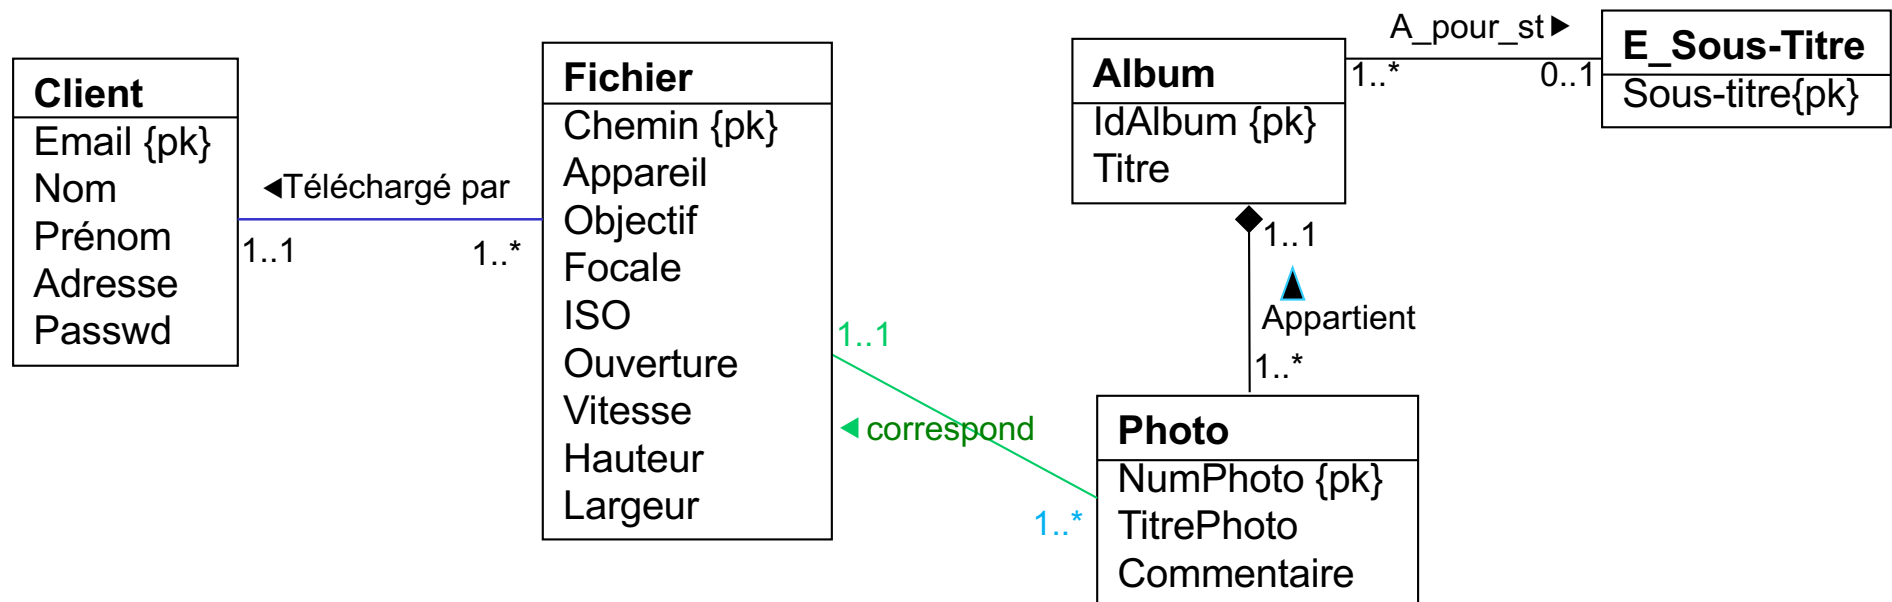 Client
Email {pk}
Nom
Prénom
Adresse
Passwd
◄Téléchargé par
1..1
1..*
Fichier
Chemin {pk}
Appareil
Objectif
Focale
ISO
Ouverture
Vitesse
Hauteur
Largeur
1..1
◄ correspond
1..*
Album
IdAlbum {pk}
Titre
A_pour_st►
1..*
0..1
E_Sous-Titre
Sous-titre{pk}
1..1
Appartient
1..*
Photo
NumPhoto {pk}
TitrePhoto
Commentaire